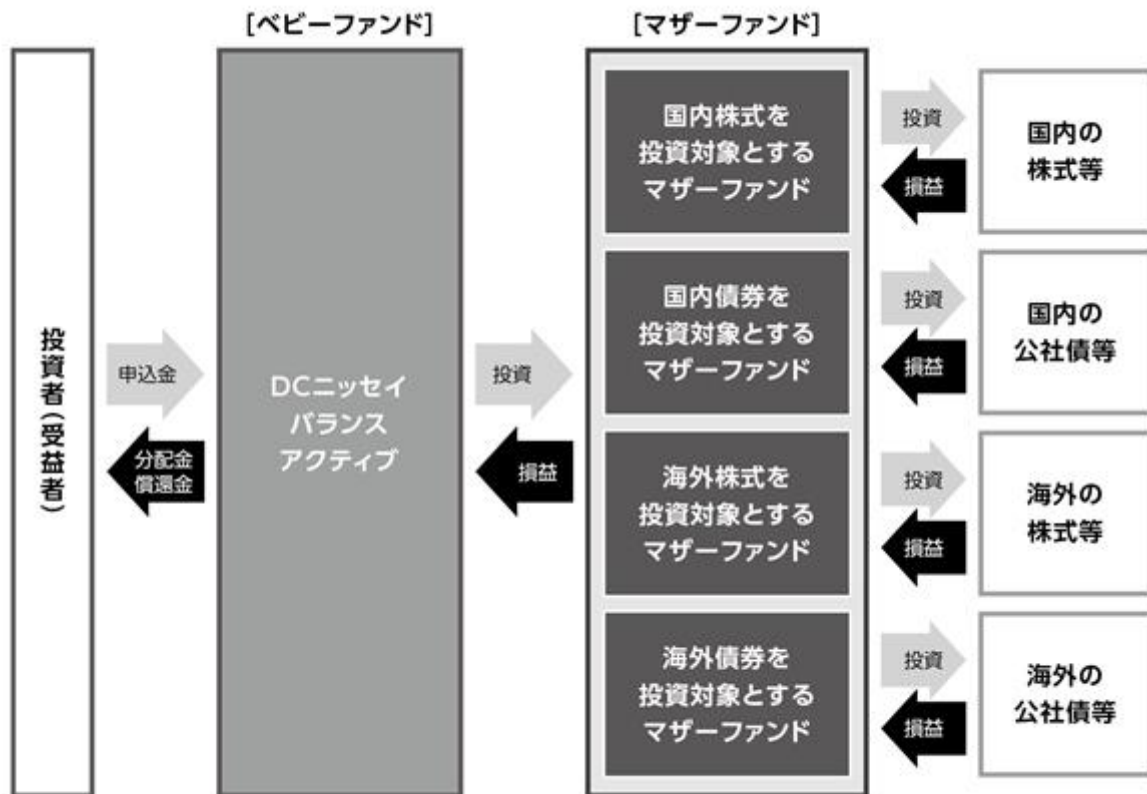 [ベビーファンド]
[マザーファンド]
投資者(受益者)
申込金
分配金
償還金
DCニッセイ
バランス
アクティブ
投資
損益
国内株式を
投資対象とする
マザーファンド
投資
損益
国内の
株式等
国内債券を
投資対象とする
マザーファンド
投資
損益
国内の
公社債等
海外株式を
投資対象とする
マザーファンド
投資
損益
海外の
株式等
海外債券を
投資対象とする
マザーファンド
投資
損益
海外の
公社債等